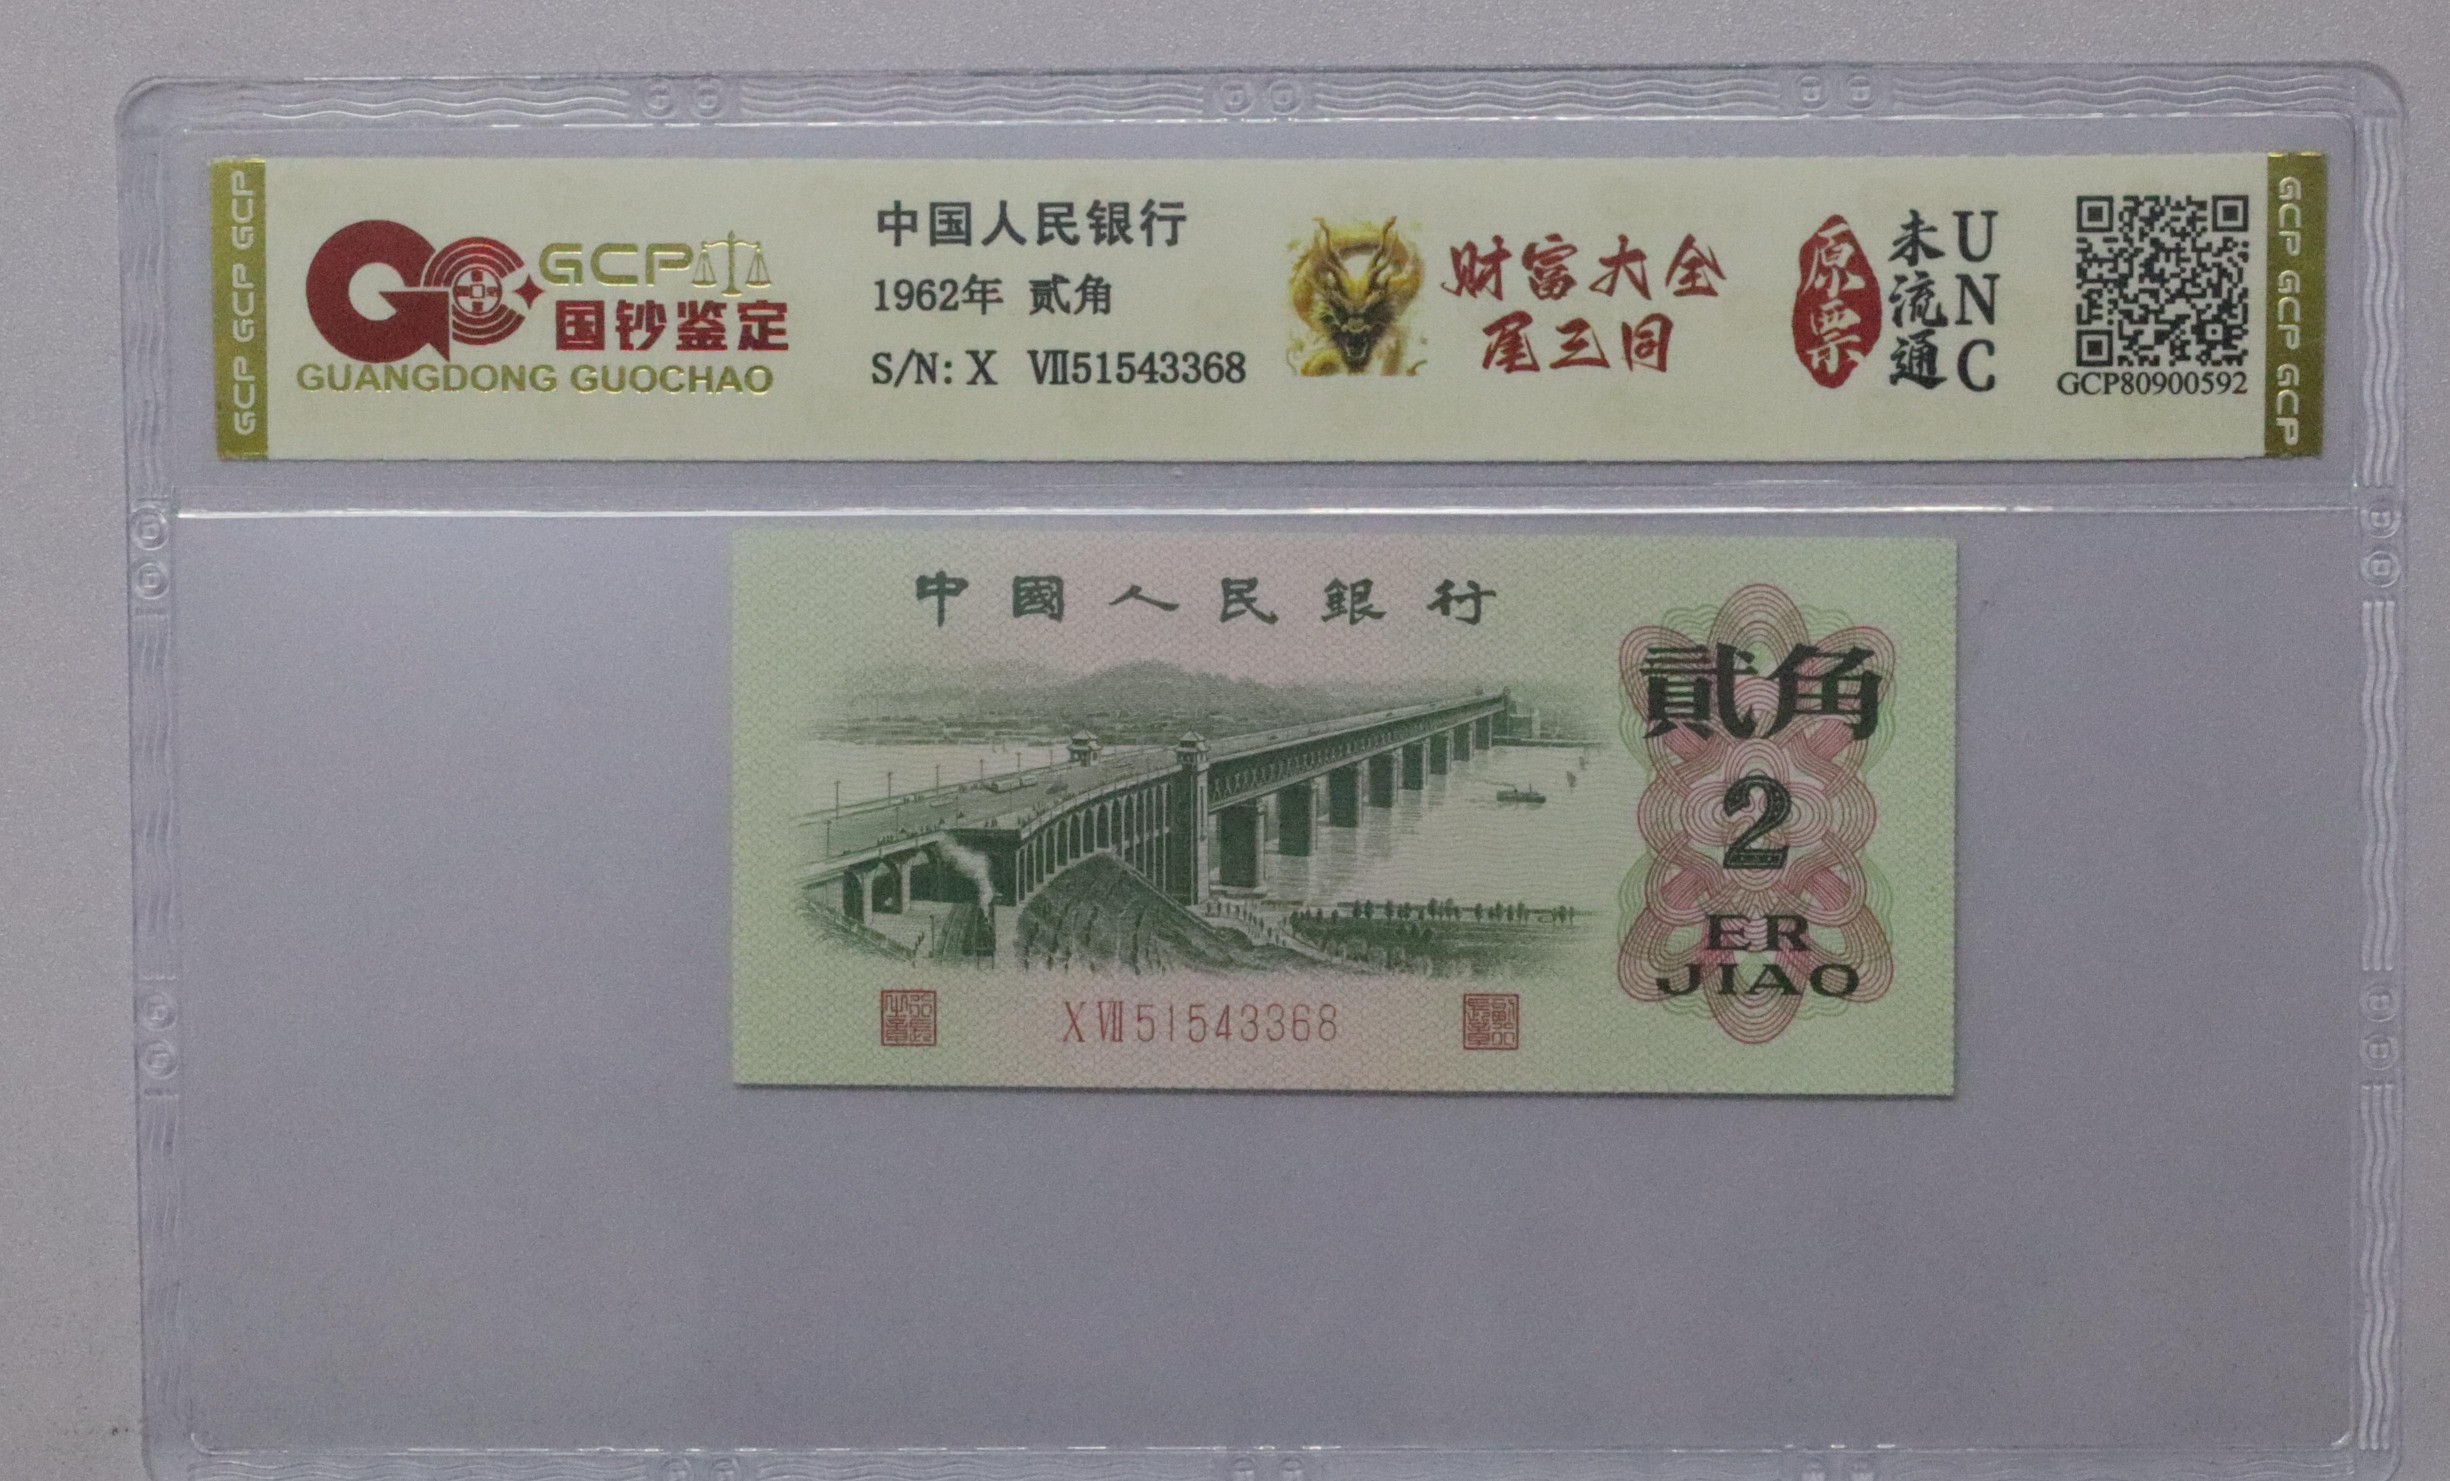 GCP GCP GCP
GCP
国钞鉴定
GUANGDONG GUOCHAO
中国人民银行
1962年 贰角
S/N: X Ⅶ51543368
财富大全
尾三同
原票
未流通
UNC
GCP80900592
GCP GCP GCP
中國人民銀行
貳角
2
ER
JIAO
X Ⅶ 51543368